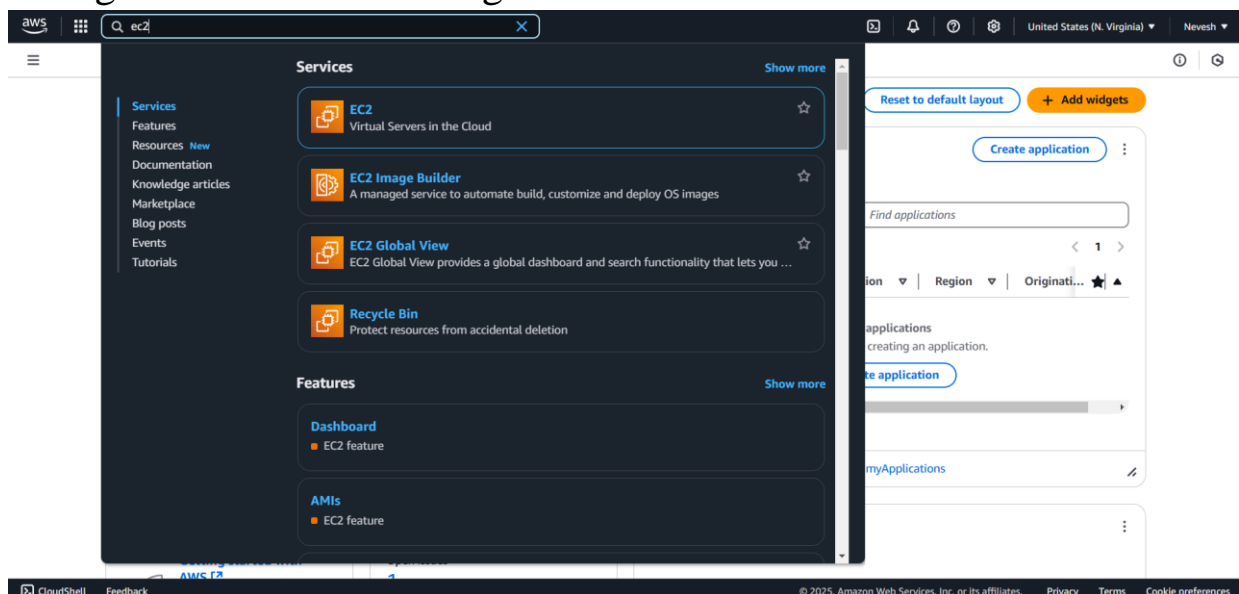 aws
ec2
United States (N. Virginia) ▼
Nevesh ▼
Services
Show more
Services
Features
Resources New
Documentation
Knowledge articles
Marketplace
Blog posts
Events
Tutorials
EC2
Virtual Servers in the Cloud
EC2 Image Builder
A managed service to automate build, customize and deploy OS images
EC2 Global View
EC2 Global View provides a global dashboard and search functionality that lets you ...
Recycle Bin
Protect resources from accidental deletion
Features
Show more
Dashboard
EC2 feature
AMIs
EC2 feature
Reset to default layout
+ Add widgets
Create application
Find applications
1
Region
Originati...
applications
creating an application.
application
myApplications
AWS
CloudShell
Feedback
© 2025, Amazon Web Services, Inc. or its affiliates.
Privacy
Terms
Cookie preferences